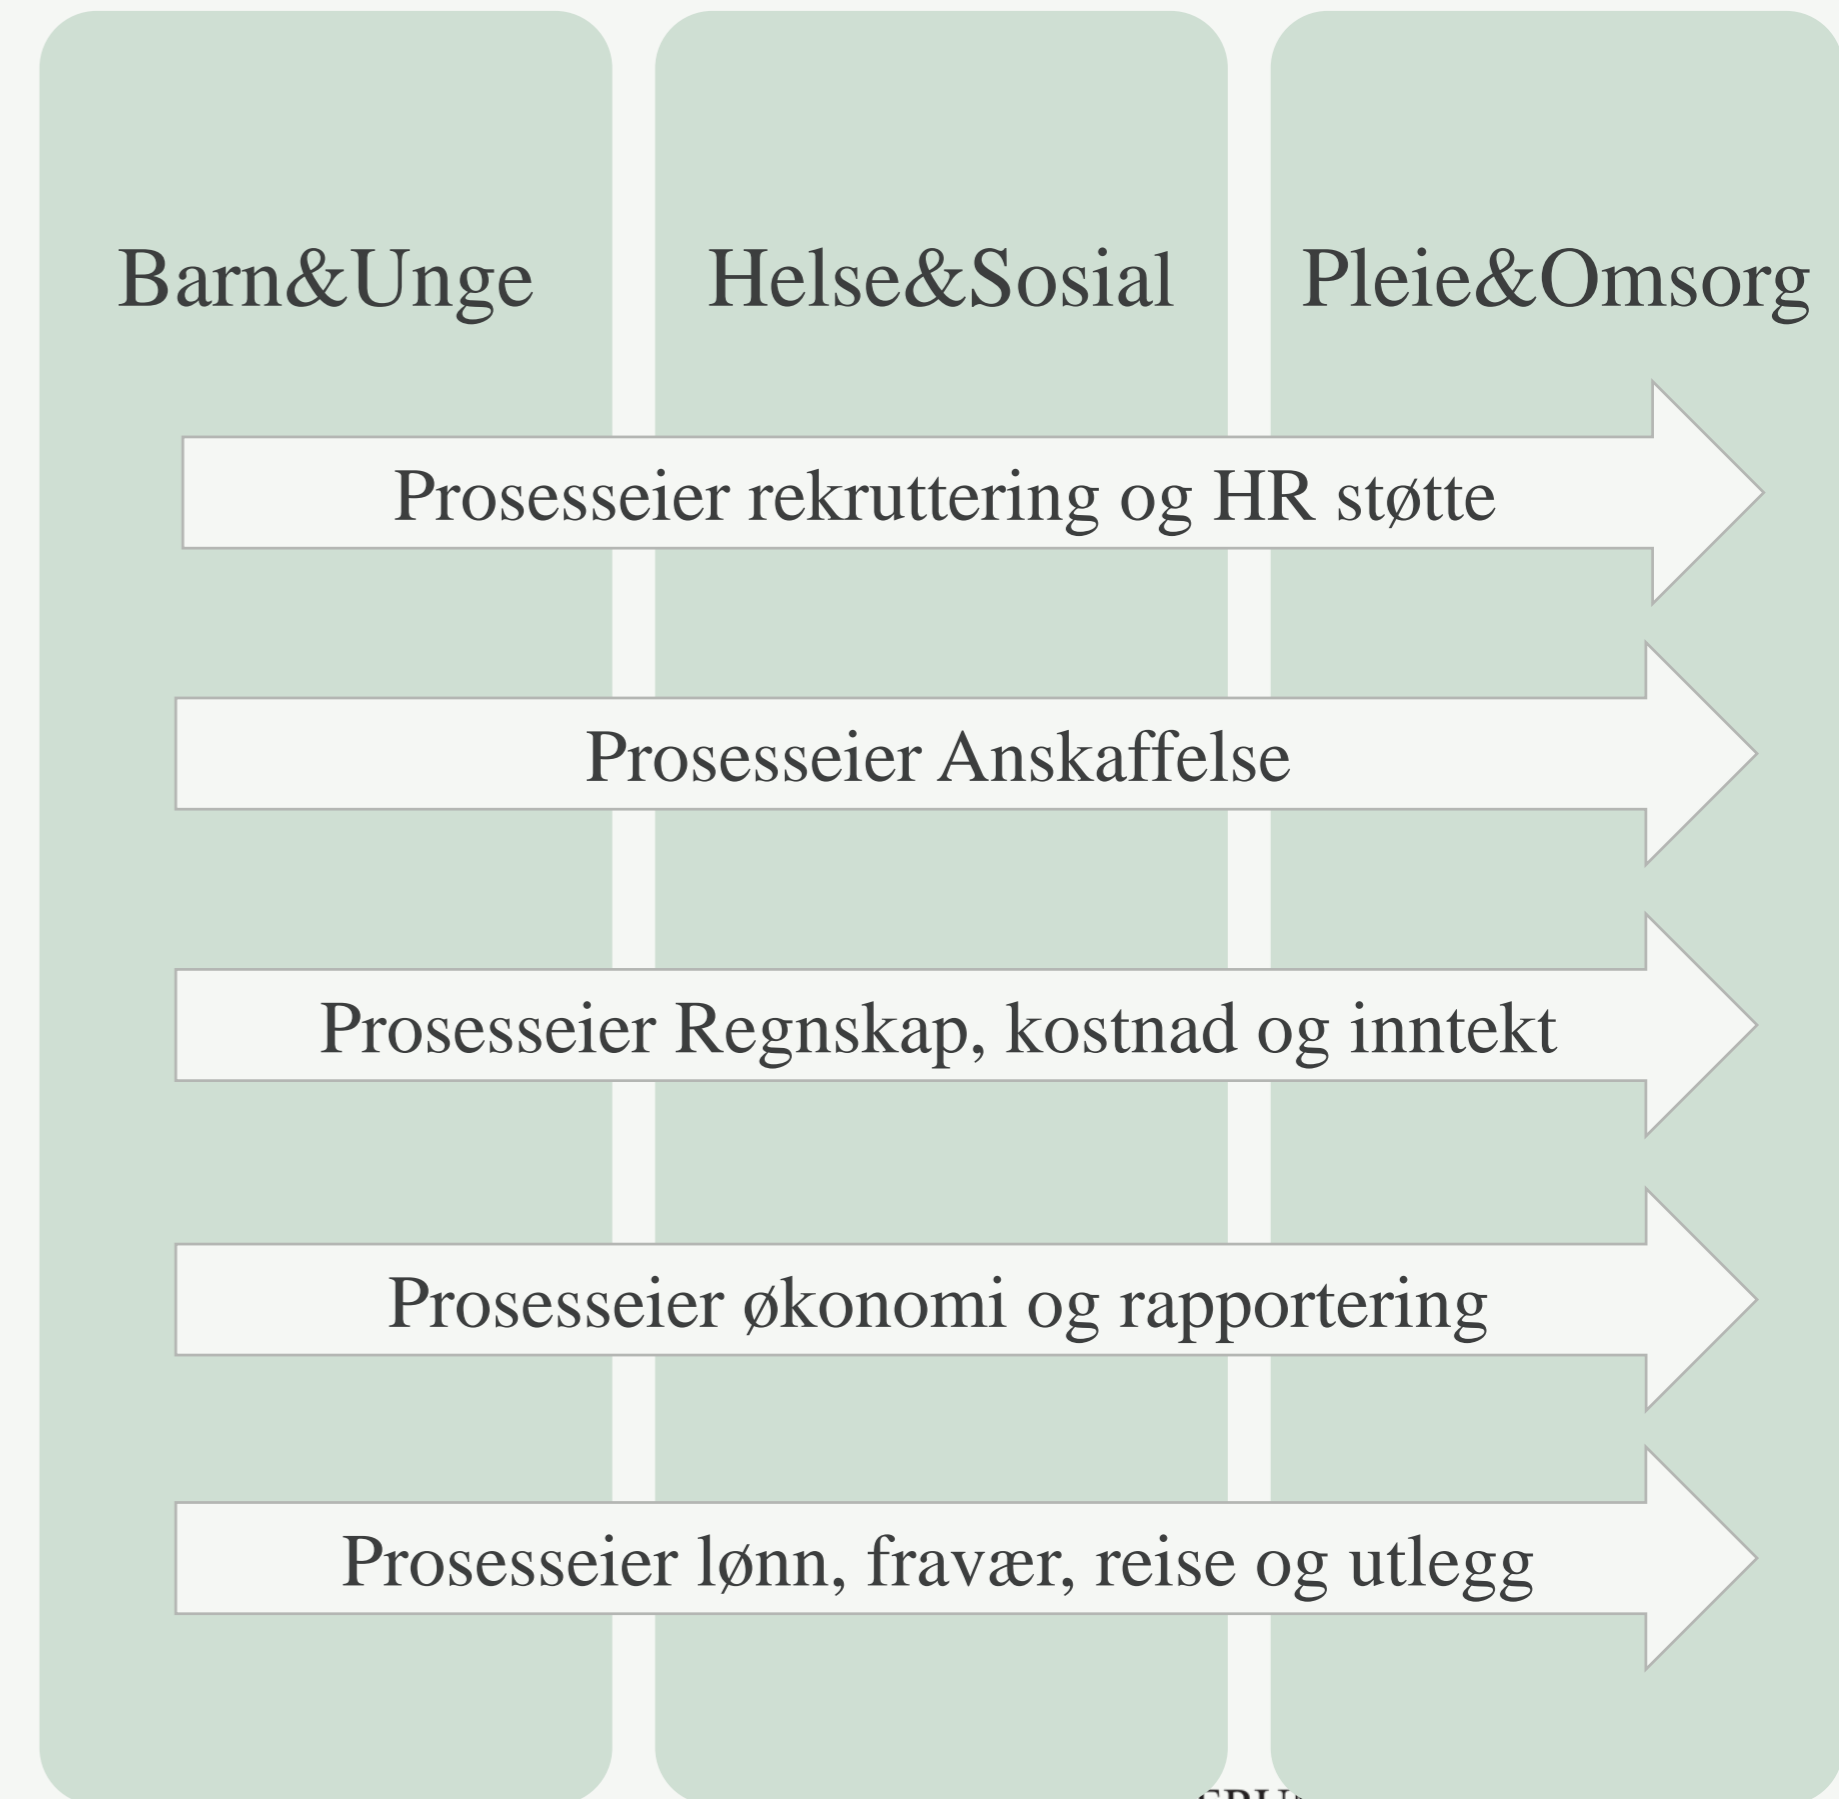 Barn&Unge
Helse&Sosial
Pleie&Omsorg
Prosesseier rekruttering og HR støtte
Prosesseier Anskaffelse
Prosesseier Regnskap, kostnad og inntekt
Prosesseier økonomi og rapportering
Prosesseier lønn, fravær, reise og utlegg